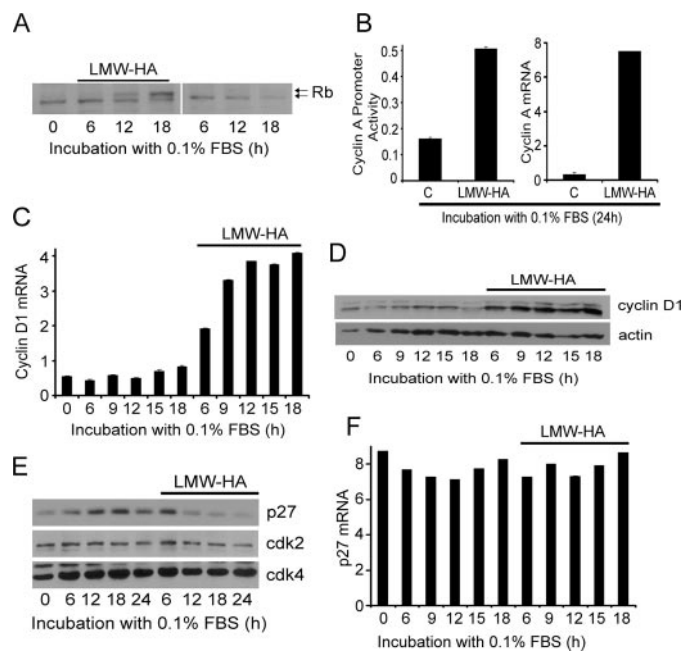 A
LMW-HA
Rb
0 6 12 18 6 12 18
Incubation with 0.1% FBS (h)
B
Cyclin A Promoter
Activity
0.5
0.4
0.3
0.2
0.1
0
C LMW-HA
Cyclin A mRNA
8
6
4
2
0
C LMW-HA
Incubation with 0.1% FBS (24h)
C
LMW-HA
Cyclin D1 mRNA
4
3
2
1
0
0 6 9 12 15 18 6 9 12 15 18
Incubation with 0.1% FBS (h)
D
LMW-HA
cyclin D1
actin
0 6 9 12 15 18 6 9 12 15 18
Incubation with 0.1% FBS (h)
E
LMW-HA
p27
cdk2
cdk4
0 6 12 18 24 6 12 18 24
Incubation with 0.1% FBS (h)
F
LMW-HA
p27 mRNA
8
6
4
2
0
0 6 9 12 15 18 6 9 12 15 18
Incubation with 0.1% FBS (h)